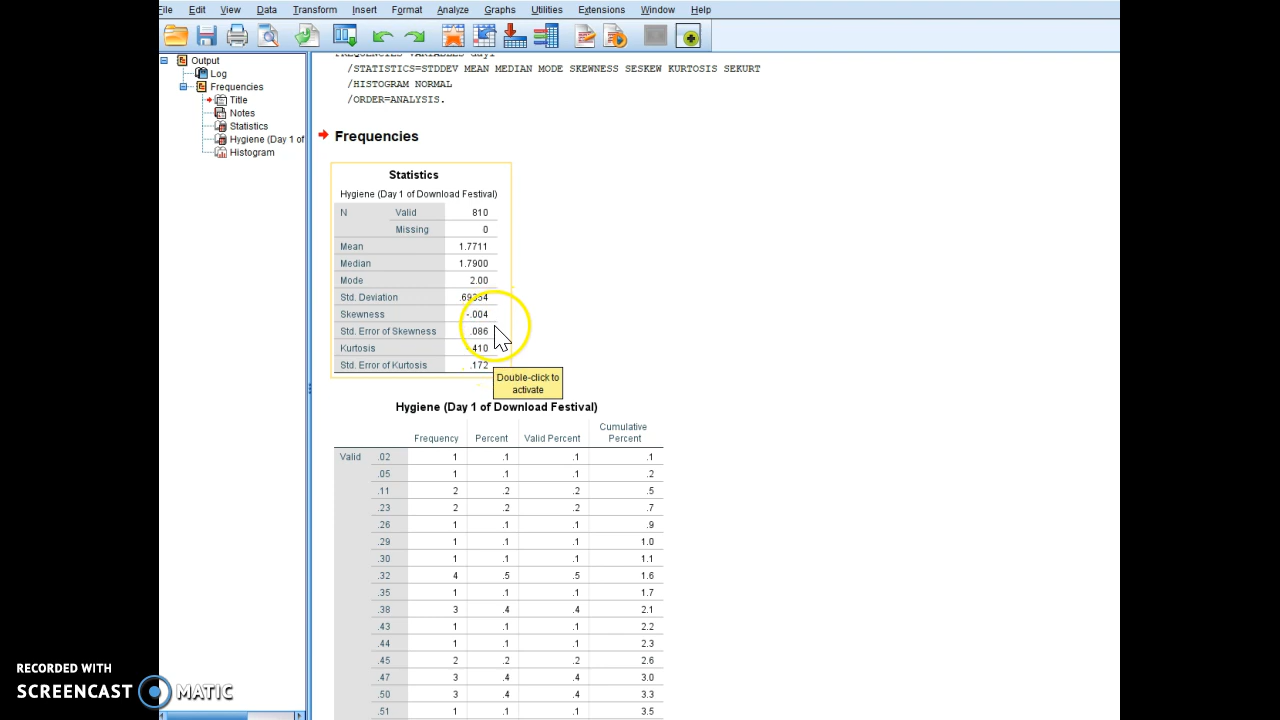 File Edit View Data Transform Insert Format Analyze Graphs Utilities Extensions Window Help
Output
Log
Frequencies
Title
Notes
Statistics
Hygiene (Day 1 of
Histogram
FREQUENCIES VARIABLES=day1
/STATISTICS=STDDEV MEAN MEDIAN MODE SKEWNESS SESKEW KURTOSIS SEKURT
/HISTOGRAM NORMAL
/ORDER=ANALYSIS.
Frequencies
Statistics
Hygiene (Day 1 of Download Festival)
N Valid 810
Missing 0
Mean 1.7711
Median 1.7900
Mode 2.00
Std. Deviation .69354
Skewness -.004
Std. Error of Skewness .086
Kurtosis -.410
Std. Error of Kurtosis .172
Double-click to
activate
Hygiene (Day 1 of Download Festival)
Frequency Percent Valid Percent Cumulative Percent
Valid .02 1 .1 .1 .1
.05 1 .1 .1 .2
.11 2 .2 .2 .5
.23 2 .2 .2 .7
.26 1 .1 .1 .9
.29 1 .1 .1 1.0
.30 1 .1 .1 1.1
.32 4 .5 .5 1.6
.35 1 .1 .1 1.7
.38 3 .4 .4 2.1
.43 1 .1 .1 2.2
.44 1 .1 .1 2.3
.45 2 .2 .2 2.6
.47 3 .4 .4 3.0
.50 3 .4 .4 3.3
.51 1 .1 .1 3.5
RECORDED WITH
SCREENCAST MATIC